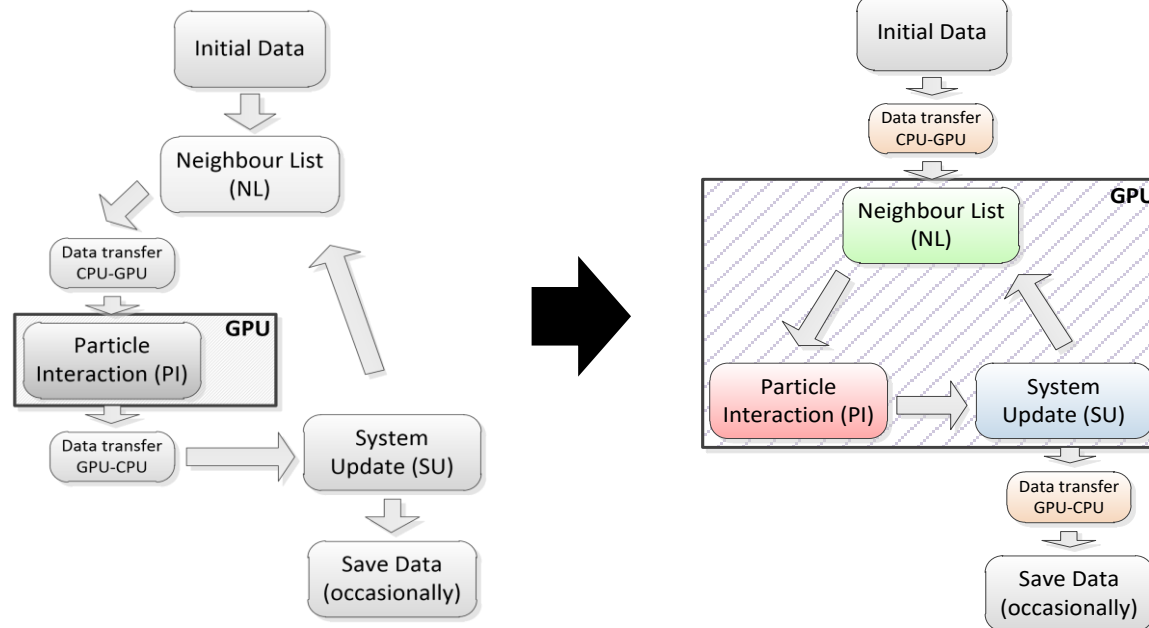 Initial Data
Neighbour List
(NL)
Data transfer
CPU-GPU
GPU
Particle
Interaction (PI)
Data transfer
GPU-CPU
System
Update (SU)
Save Data
(occasionally)
Initial Data
Data transfer
CPU-GPU
GPU
Neighbour List
(NL)
Particle
Interaction (PI)
System
Update (SU)
Data transfer
GPU-CPU
Save Data
(occasionally)